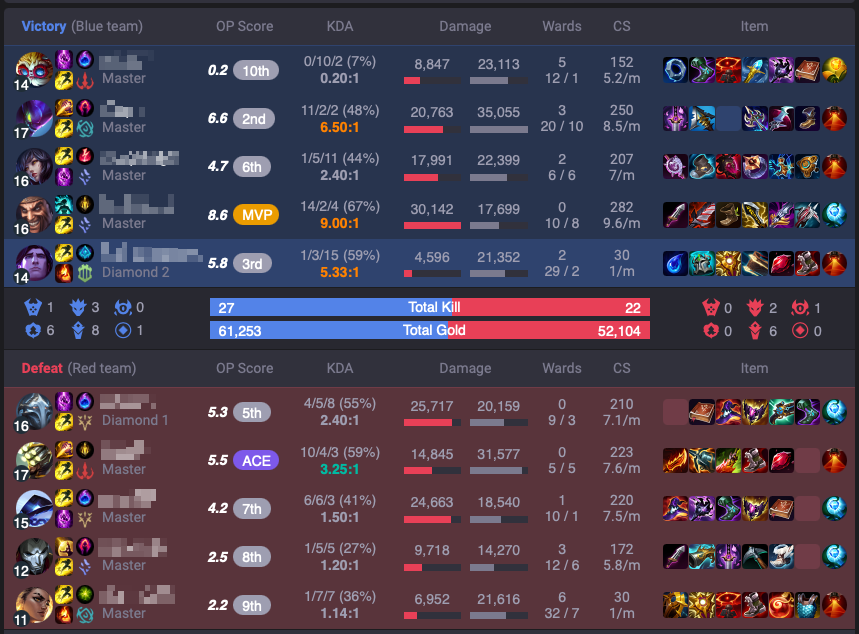 Victory (Blue team) OP Score KDA Damage Wards CS Item
0/10/2 (7%) 8,847 23,113 5 152
14 Master 0.2 10th 0.20:1 12 / 1 5.2/m
11/2/2 (48%) 20,763 35,055 3 250
17 Master 6.6 2nd 6.50:1 20 / 10 8.5/m
1/5/11 (44%) 17,991 22,399 2 207
16 Master 4.7 6th 2.40:1 6 / 6 7/m
14/2/4 (67%) 30,142 17,699 0 282
16 Master 8.6 MVP 9.00:1 10 / 8 9.6/m
1/3/15 (59%) 4,596 21,352 2 30
14 Diamond 2 5.8 3rd 5.33:1 29 / 2 1/m
1 3 0 27 Total Kill 22 0 2 1
6 8 1 61,253 Total Gold 52,104 0 6 0
Defeat (Red team) OP Score KDA Damage Wards CS Item
4/5/8 (55%) 25,717 20,159 0 210
16 Diamond 1 5.3 5th 2.40:1 9 / 3 7.1/m
10/4/3 (59%) 14,845 31,577 0 223
17 Master 5.5 ACE 3.25:1 5 / 5 7.6/m
6/6/3 (41%) 24,663 18,540 1 220
15 Master 4.2 7th 1.50:1 10 / 1 7.5/m
1/5/5 (27%) 9,718 14,270 3 172
12 Master 2.5 8th 1.20:1 12 / 6 5.8/m
1/7/7 (36%) 6,952 21,616 6 30
11 Master 2.2 9th 1.14:1 32 / 7 1/m